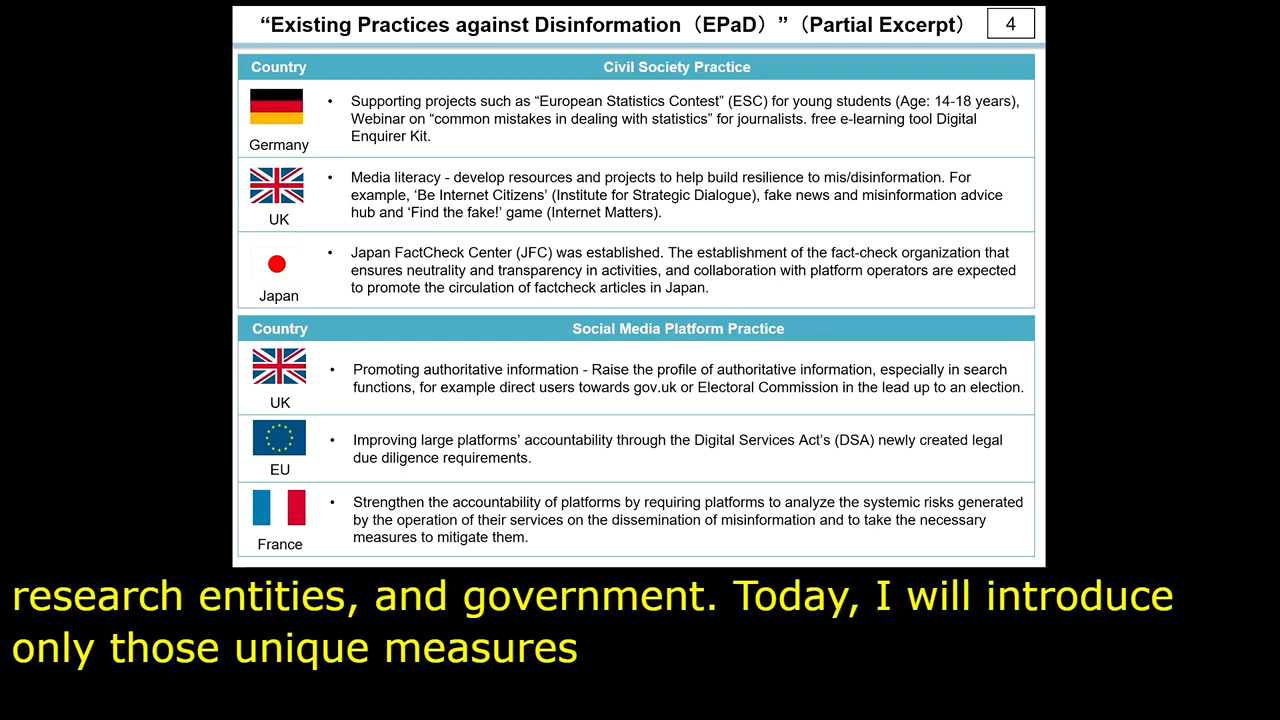 “Existing Practices against Disinformation（EPaD）”（Partial Excerpt） 4
Country Civil Society Practice
Germany
• Supporting projects such as “European Statistics Contest” (ESC) for young students (Age: 14-18 years),
Webinar on “common mistakes in dealing with statistics” for journalists. free e-learning tool Digital
Enquirer Kit.
UK
• Media literacy - develop resources and projects to help build resilience to mis/disinformation. For
example, ‘Be Internet Citizens’ (Institute for Strategic Dialogue), fake news and misinformation advice
hub and ‘Find the fake!’ game (Internet Matters).
Japan
• Japan FactCheck Center (JFC) was established. The establishment of the fact-check organization that
ensures neutrality and transparency in activities, and collaboration with platform operators are expected
to promote the circulation of factcheck articles in Japan.
Country Social Media Platform Practice
UK
• Promoting authoritative information - Raise the profile of authoritative information, especially in search
functions, for example direct users towards gov.uk or Electoral Commission in the lead up to an election.
EU
• Improving large platforms’ accountability through the Digital Services Act’s (DSA) newly created legal
due diligence requirements.
France
• Strengthen the accountability of platforms by requiring platforms to analyze the systemic risks generated
by the operation of their services on the dissemination of misinformation and to take the necessary
measures to mitigate them.
research entities, and government. Today, I will introduce
only those unique measures